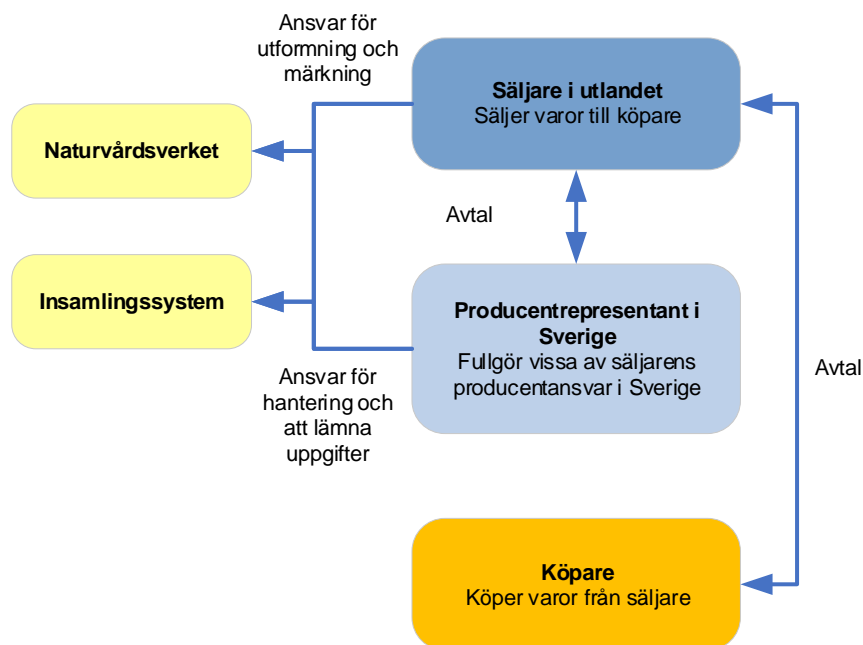 Ansvar för
utformning och
märkning
Säljare i utlandet
Säljer varor till köpare
Naturvårdsverket
Avtal
Insamlingssystem
Producentrepresentant i
Sverige
Fullgör vissa av säljarens
producentansvar i Sverige
Avtal
Ansvar för
hantering och
att lämna
uppgifter
Köpare
Köper varor från säljare